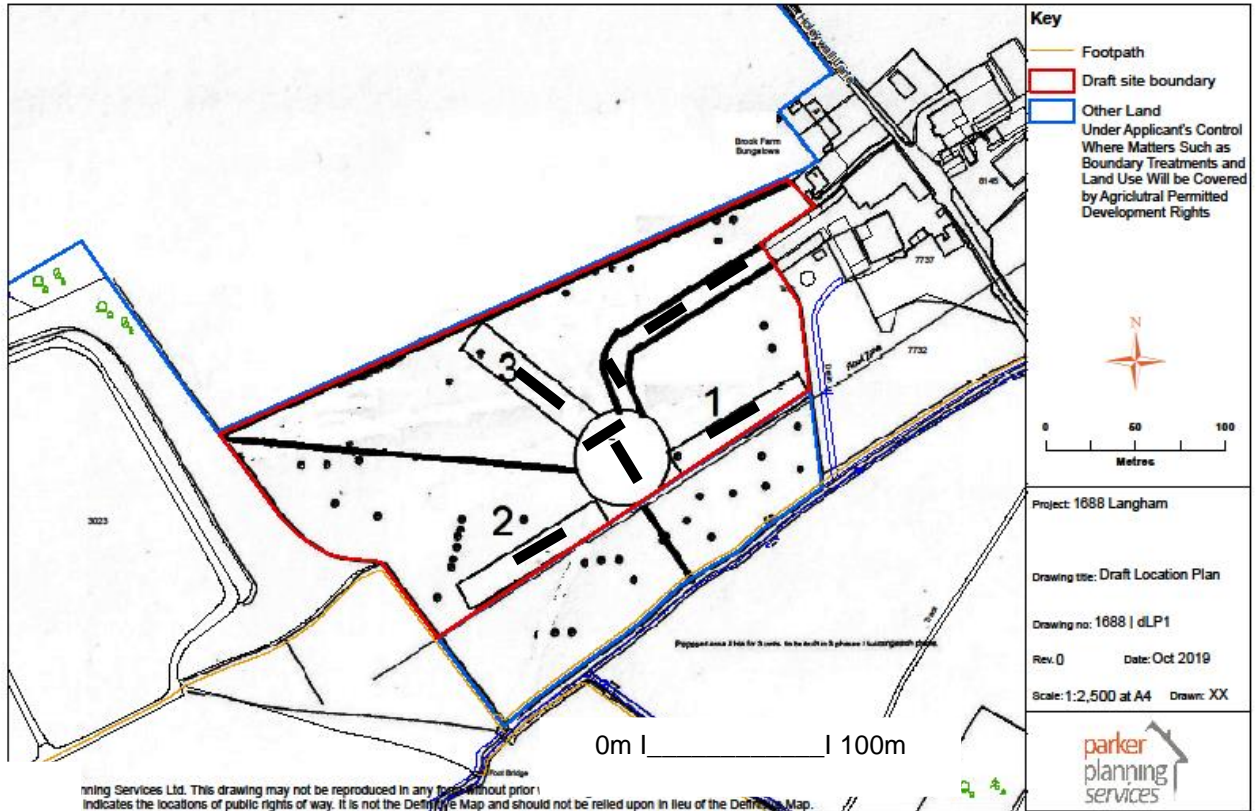 Key
Footpath
Draft site boundary
Other Land
Under Applicant's Control
Where Matters Such as
Boundary Treatments and
Land Use Will be Covered
by Agriclutral Permitted
Development Rights
N
0 50 100
Metres
Project: 1688 Langham
Drawing title: Draft Location Plan
Drawing no: 1688 | dLP1
Rev. 0 Date: Oct 2019
Scale: 1:2,500 at A4 Drawn: XX
parker
planning
services
Brook Farm
Bungalows
8145
7737
7732
3
1
2
3023
Foot Bridge
0m I_____________I 100m
nning Services Ltd. This drawing may not be reproduced in any form without prior
indicates the locations of public rights of way. It is not the Definitive Map and should not be relied upon in lieu of the Definitive Map.